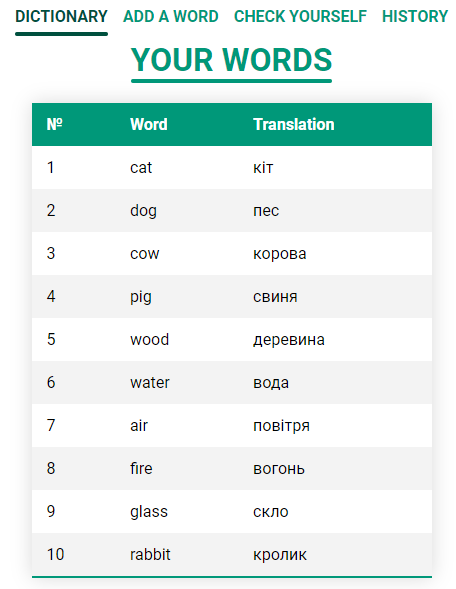 DICTIONARY ADD A WORD CHECK YOURSELF HISTORY
YOUR WORDS
№ Word Translation
1 cat кіт
2 dog пес
3 cow корова
4 pig свиня
5 wood деревина
6 water вода
7 air повітря
8 fire вогонь
9 glass скло
10 rabbit кролик